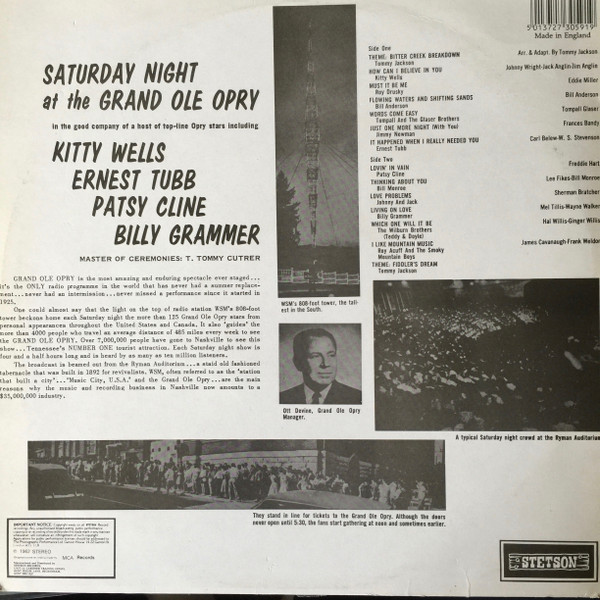 5013727305919
Made in England
SATURDAY NIGHT
at the GRAND OLE OPRY
in the good company of a host of top-line Opry stars including
KITTY WELLS
ERNEST TUBB
PATSY CLINE
BILLY GRAMMER
MASTER OF CEREMONIES: T. TOMMY CUTRER
GRAND OLE OPRY is the most amazing and enduring spectacle ever staged...
it's the ONLY radio programme in the world that has never had a summer replace-
ment...never had an intermission...never missed a performance since it started in
1925.
One could almost say that the light on the top of radio station WSM's 808-foot
tower beckons home each Saturday night the more than 125 Grand Ole Opry stars from
personal appearances throughout the United States and Canada. It also "guides" the
more than 4000 people who travel an average distance of 485 miles every week to see
the GRAND OLE OPRY. Over 7,000,000 people have gone to Nashville to see this
show...Tennessee's NUMBER ONE tourist attraction. Each Saturday night show is
four and a half hours long and is heard by as many as ten million listeners.
The broadcast is beamed out from the Ryman Auditorium...a staid old fashioned
tabernacle that was built in 1892 for revivalists. WSM, often referred to as the "station
that built a city"..."Music City, U.S.A." and the Grand Ole Opry...are the main
reasons why the music and recording business in Nashville now amounts to a
$35,000,000 industry.
WSM's 808-foot tower, the tall-
est in the South.
Ott Devine, Grand Ole Opry
Manager.
Side One
THEME: BITTER CREEK BREAKDOWN
Tommy Jackson
Arr. & Adapt. By Tommy Jackson
HOW CAN I BELIEVE IN YOU
Kitty Wells
Johnny Wright-Jack Anglin-Jim Anglin
MUST IT BE ME
Roy Drusky
Eddie Miller
FLOWING WATERS AND SHIFTING SANDS
Bill Anderson
Bill Anderson
WORDS COME EASY
Tompall And The Glaser Brothers
Tompall Glaser
JUST ONE MORE NIGHT (With You)
Jimmy Newman
Frances Bandy
IT HAPPENED WHEN I REALLY NEEDED YOU
Ernest Tubb
Carl Belew-W. S. Stevenson
Side Two
LOVIN' IN VAIN
Patsy Cline
Freddie Hart
THINKING ABOUT YOU
Bill Monroe
Lee Fikes-Bill Monroe
LOVE PROBLEMS
Johnny And Jack
Sherman Bratcher
LIVING ON LOVE
Billy Grammer
Mel Tillis-Wayne Walker
WHICH ONE WILL IT BE
The Wilburn Brothers
(Teddy & Doyle)
Hal Willis-Ginger Willis
I LIKE MOUNTAIN MUSIC
Roy Acuff And The Smoky
Mountain Boys
James Cavanaugh Frank Weldon
THEME: FIDDLER'S DREAM
Tommy Jackson
A typical Saturday night crowd at the Ryman Auditorium
They stand in line for tickets to the Grand Ole Opry. Although the doors
never open until 5:30, the fans start gathering at noon and sometimes earlier.
IMPORTANT NOTICE
℗ 1962 STEREO
MCA Records
STETSON